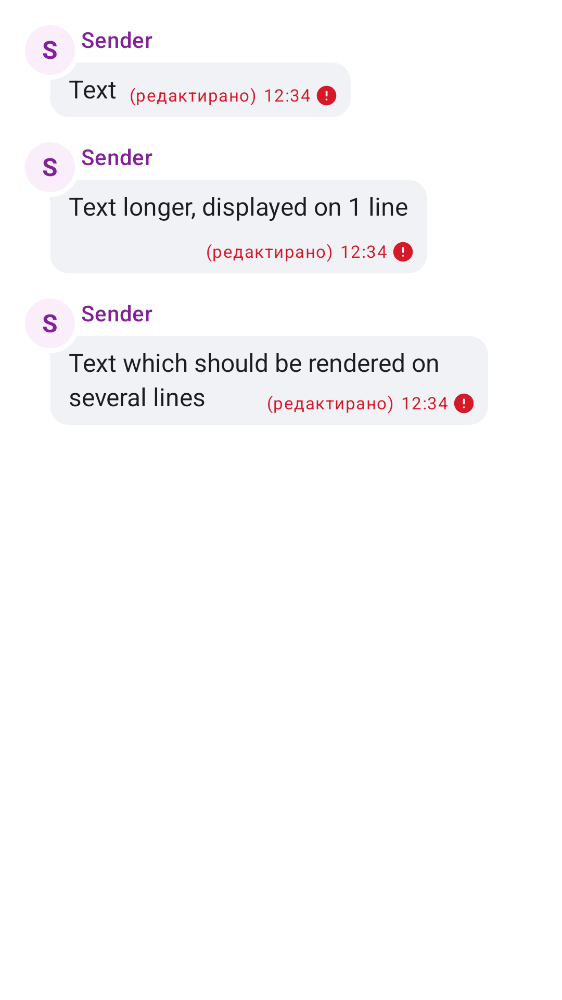 S Sender
Text (редактирано) 12:34
S Sender
Text longer, displayed on 1 line
(редактирано) 12:34
S Sender
Text which should be rendered on
several lines (редактирано) 12:34